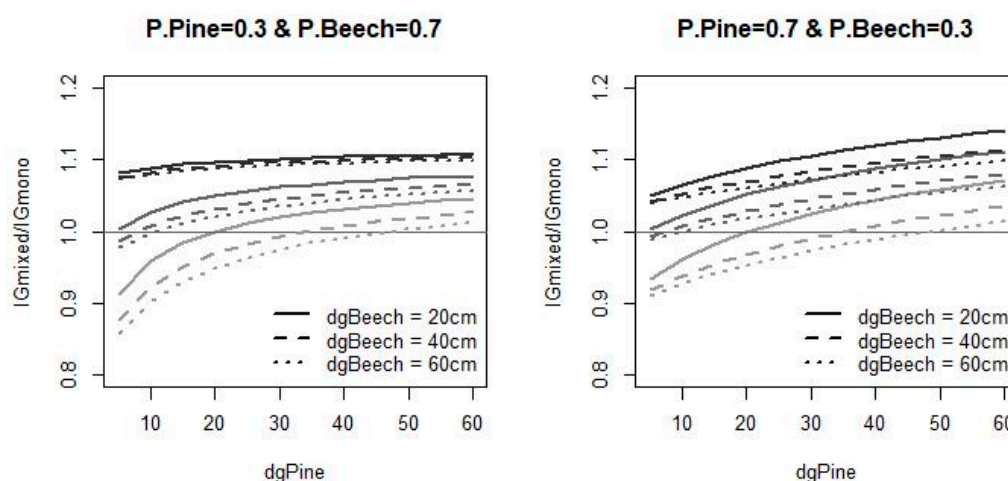 P.Pine=0.3 & P.Beech=0.7
IGmixed/IGmono
1.2
1.1
1.0
0.9
0.8
dgBeech = 20cm
dgBeech = 40cm
dgBeech = 60cm
10 20 30 40 50 60
dgPine
P.Pine=0.7 & P.Beech=0.3
IGmixed/IGmono
1.2
1.1
1.0
0.9
0.8
dgBeech = 20cm
dgBeech = 40cm
dgBeech = 60cm
10 20 30 40 50 60
dgPine